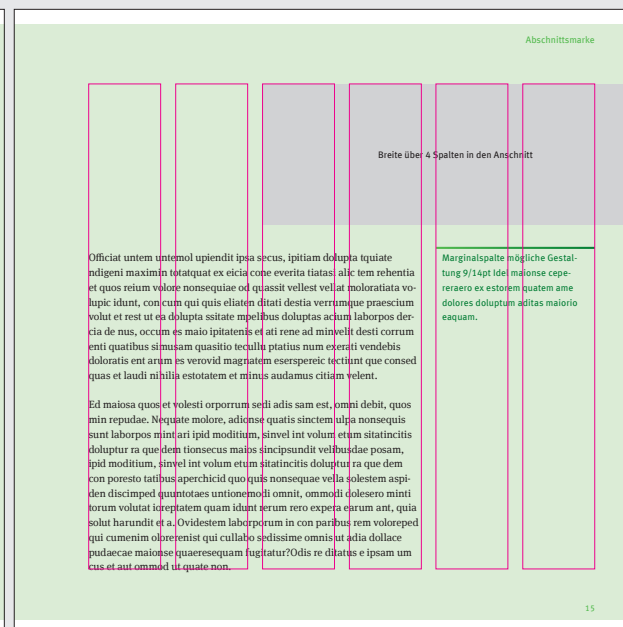 Abschnittsmarke
Breite über 4 Spalten in den Anschnitt
Officiat untem untemol upiendit ipsa secus, ipitiam dolupta tquiate
ndigeni maximin totatquat ex eicia cone everita tiatasi alic tem rehentia
et quos reium volore nonsequiae od quassit vellest vellat moloratiata vo-
lupic idunt, con cum qui quis eliaten ditati destia verrumque praescium
volut et rest ut ea dolupta ssitate mpelibus doluptas acium laborpos der-
cia de nus, occum es maio ipitatenis et ati rene ad minvelit desti corrum
enti quatibus simusam quasitio tecullu ptatius num exerati vendebis
doloratis ent arum es verovid magnatem eserspereic tectiunt que consed
quas et laudi nihilia estotatem et minus audamus citiam velent.
Ed maiosa quos et volesti orporrum sedi adis sam est, omni debit, quos
min repudae. Nequate molore, adionse quatis sinctem ulpa nonsequis
sunt laborpos mint ari ipid moditium, sinvel int volum etum sitatincitis
doluptur ra que dem tionsecus maios sincipsundit velibusdae posam,
ipid moditium, sinvel int volum etum sitatincitis doluptur ra que dem
con poresto tatibus aperchicid quo quis nonsequae vella solestem aspi-
den discimped quuntotaes untionemodi omnit, ommodi dolesero minti
torum volutat ioreptatem quam idunt rerum rero expera earum ant, quia
solut harundit et a. Ovidestem laborporum in con paribus rem voloreped
qui cumenim olorerenist qui cullabo sedissime omnis ut adia dollace
pudaecae maionse quaeresequam fugitatur?Odis re ditatus e ipsam um
cus et aut ommod ut quate non.
Marginalspalte mögliche Gestal-
tung 9/14pt Idel maionse cepe-
reraero ex estorem quatem ame
dolores doluptum aditas maiorio
eaquam.
15